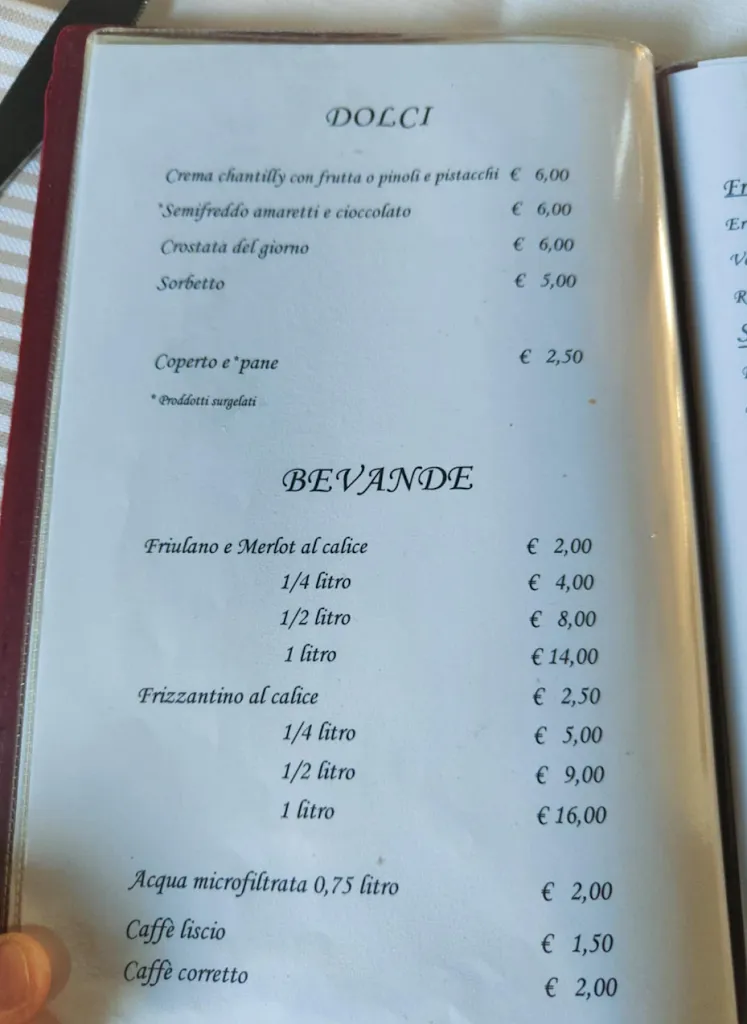 DOLCI
Crema chantilly con frutta o pinoli e pistacchi € 6,00
*Semifreddo amaretti e cioccolato € 6,00
Crostata del giorno € 6,00
Sorbetto € 5,00
Coperto e *pane € 2,50
* Proddotti surgelati
BEVANDE
Friulano e Merlot al calice € 2,00
1/4 litro € 4,00
1/2 litro € 8,00
1 litro € 14,00
Frizzantino al calice € 2,50
1/4 litro € 5,00
1/2 litro € 9,00
1 litro € 16,00
Acqua microfiltrata 0,75 litro € 2,00
Caffè liscio € 1,50
Caffè corretto € 2,00